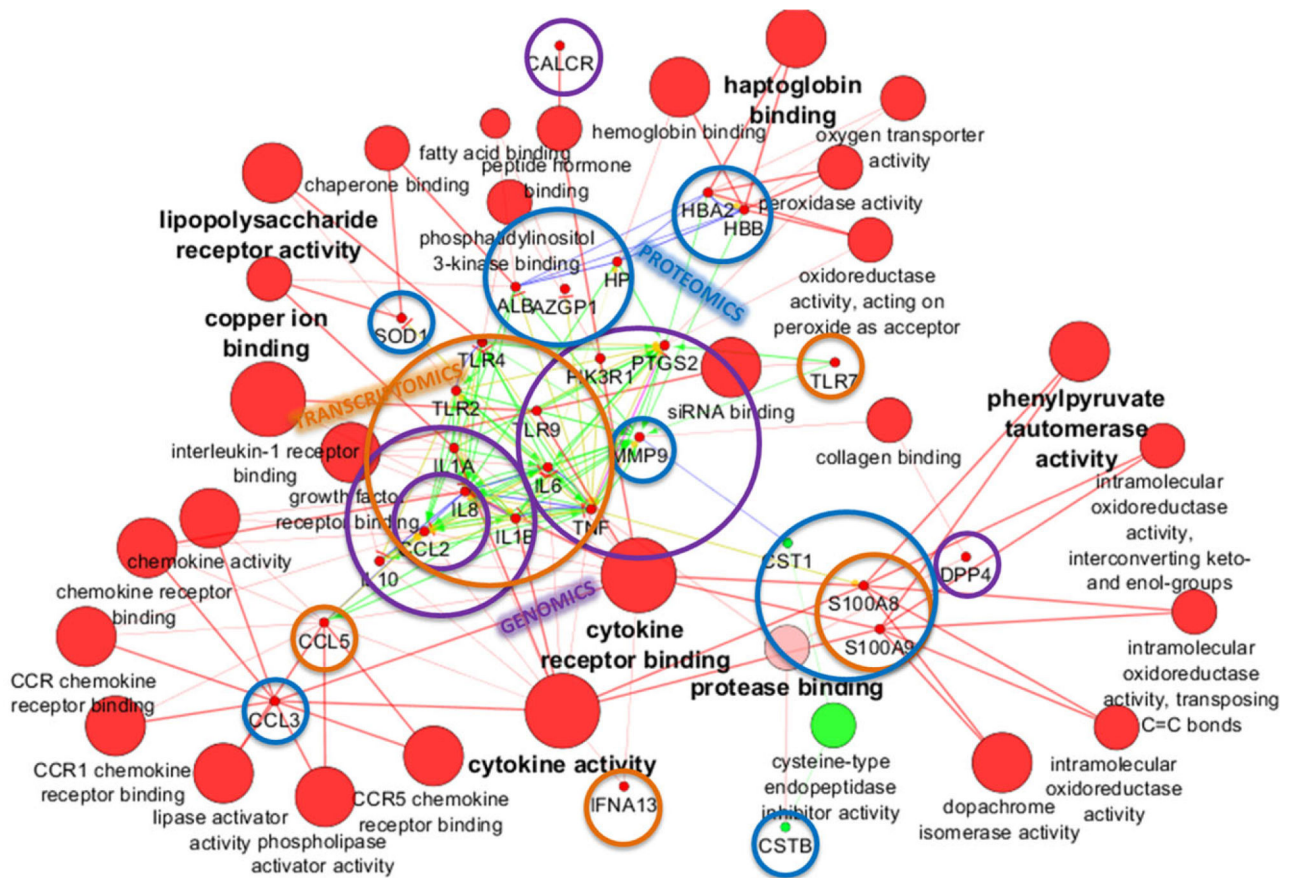 CALCR
haptoglobin
binding
hemoglobin binding
oxygen transporter
activity
fatty acid binding
peptide hormone
binding
chaperone binding
peroxidase activity
HBA2
HBB
lipopolysaccharide
receptor activity
phosphatidylinositol
3-kinase binding
HP
PROTEOMICS
oxidoreductase
activity, acting on
peroxide as acceptor
ALB
AZGP1
copper ion
binding
SOD1
TLR4
PIK3R1
PTGS2
TLR7
TRANSCRIPTOMICS
TLR2
TLR9
siRNA binding
phenylpyruvate
tautomerase
activity
interleukin-1 receptor
binding
IL1A
IL6
MMP9
collagen binding
intramolecular
oxidoreductase
activity,
interconverting keto-
and enol-groups
growth factor
receptor binding
IL8
IL1B
TNF
CCL2
IL10
chemokine activity
chemokine receptor
binding
CST1
DPP4
S100A8
S100A9
GENOMICS
cytokine
receptor binding
protease binding
CCL5
CCR chemokine
receptor binding
CCL3
intramolecular
oxidoreductase
activity, transposing
C=C bonds
CCR1 chemokine
receptor binding
lipase activator
activity
phospholipase
activator activity
CCR5 chemokine
receptor binding
cytokine activity
IFNA13
cysteine-type
endopeptidase
inhibitor activity
CSTB
dopachrome
isomerase activity
intramolecular
oxidoreductase
activity